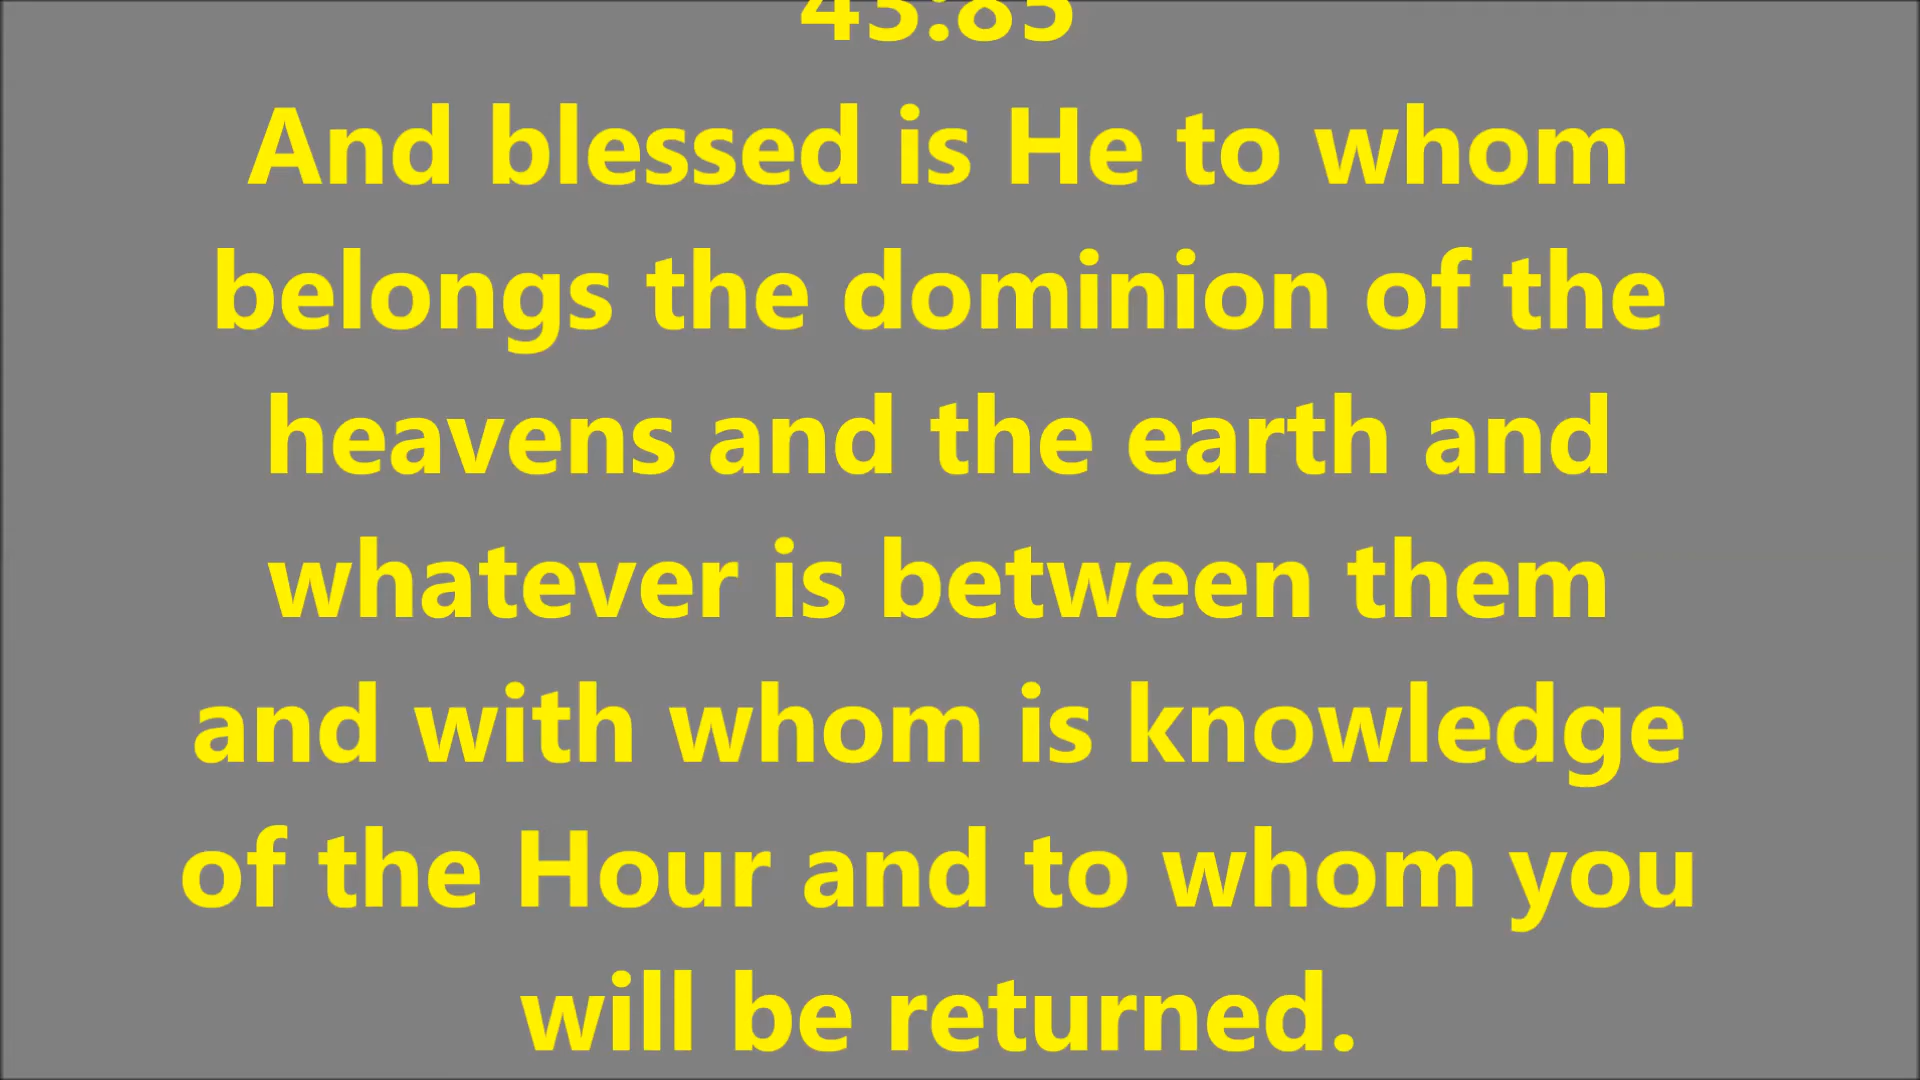 43:85
And blessed is He to whom
belongs the dominion of the
heavens and the earth and
whatever is between them
and with whom is knowledge
of the Hour and to whom you
will be returned.